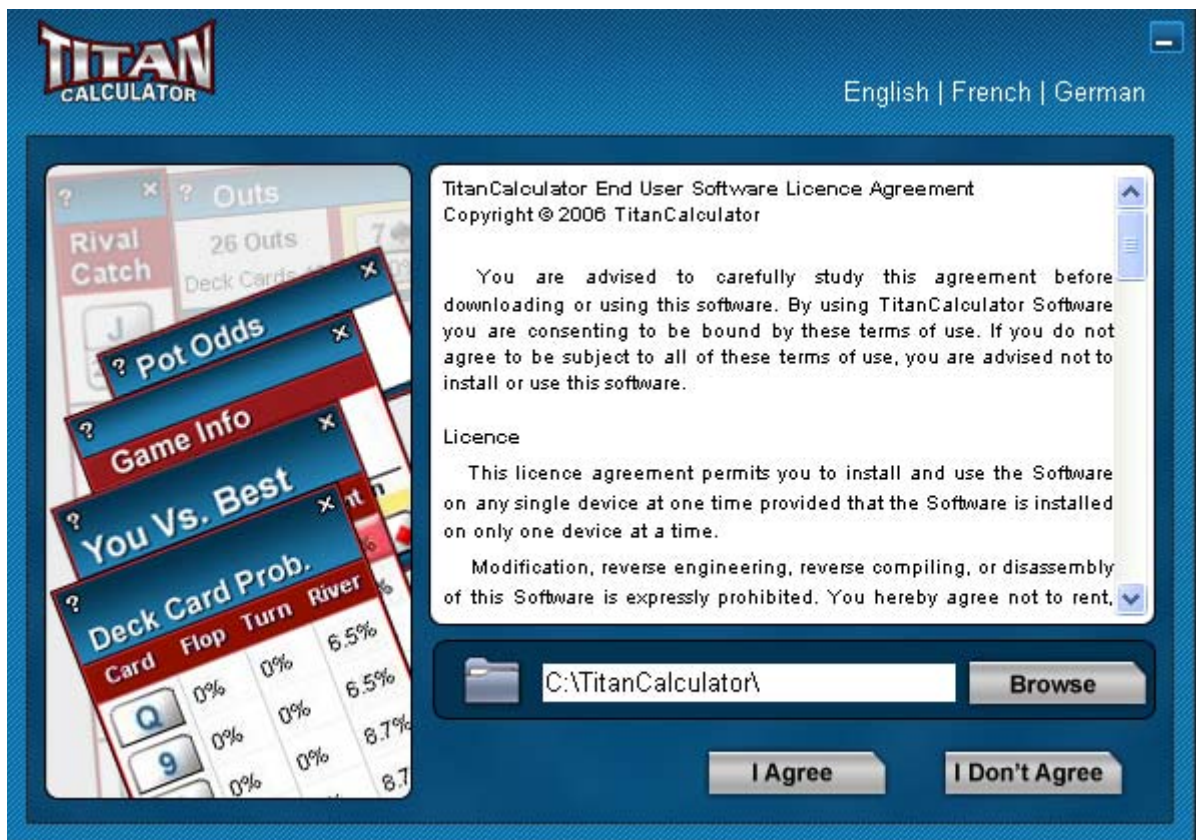 TITAN
CALCULATOR
English | French | German
? × ? Outs
Rival
Catch
26 Outs
Deck Cards
7
J
? Pot Odds ×
? Game Info ×
? You Vs. Best ×
? Deck Card Prob. ×
Card Flop Turn River
Q 0% 0% 6.5%
9 0% 0% 6.5%
0% 0% 8.7%
8.7
TitanCalculator End User Software Licence Agreement
Copyright © 2006 TitanCalculator
You are advised to carefully study this agreement before
downloading or using this software. By using TitanCalculator Software
you are consenting to be bound by these terms of use. If you do not
agree to be subject to all of these terms of use, you are advised not to
install or use this software.
Licence
This licence agreement permits you to install and use the Software
on any single device at one time provided that the Software is installed
on only one device at a time.
Modification, reverse engineering, reverse compiling, or disassembly
of this Software is expressly prohibited. You hereby agree not to rent,
C:\TitanCalculator\
Browse
I Agree
I Don't Agree